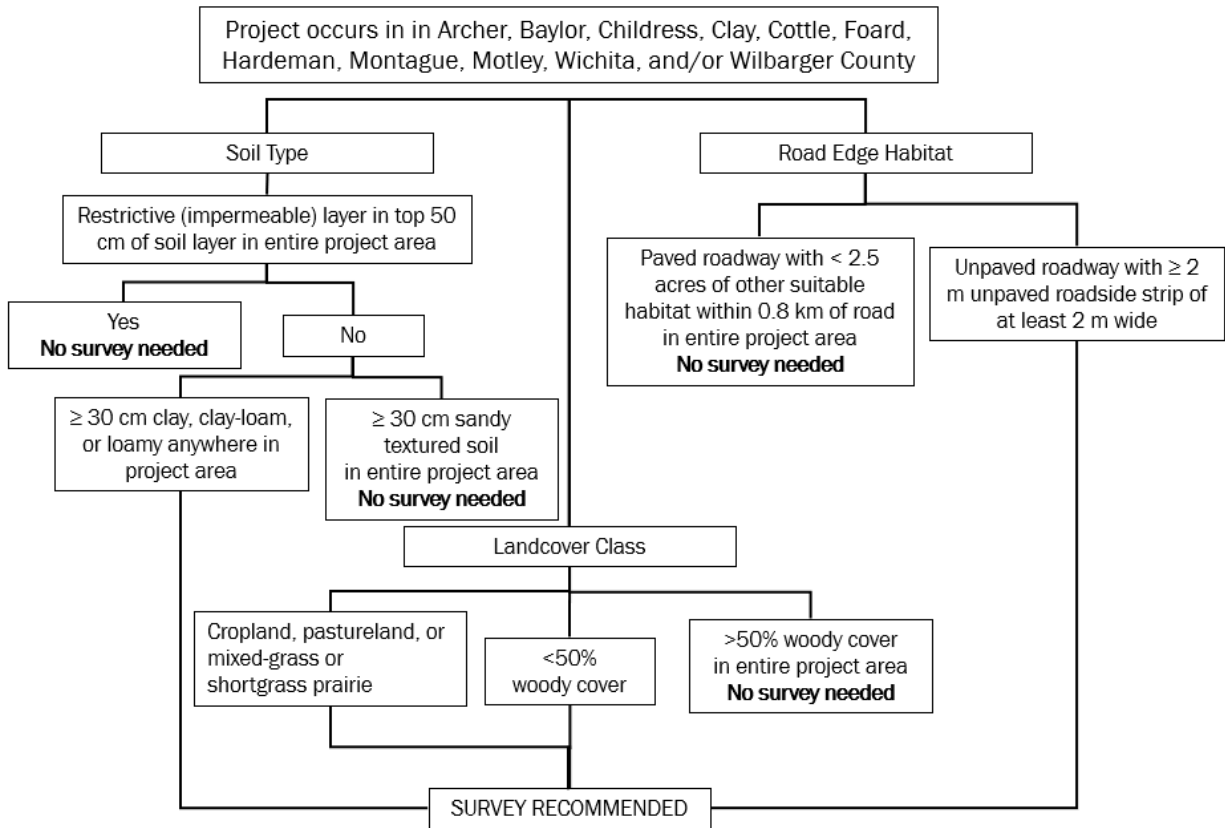 Project occurs in in Archer, Baylor, Childress, Clay, Cottle, Foard,
Hardeman, Montague, Motley, Wichita, and/or Wilbarger County
Soil Type
Restrictive (impermeable) layer in top 50
cm of soil layer in entire project area
Yes
No survey needed
No
≥ 30 cm clay, clay-loam,
or loamy anywhere in
project area
≥ 30 cm sandy
textured soil
in entire project area
No survey needed
Road Edge Habitat
Paved roadway with < 2.5
acres of other suitable
habitat within 0.8 km of road
in entire project area
No survey needed
Unpaved roadway with ≥ 2
m unpaved roadside strip of
at least 2 m wide
Landcover Class
Cropland, pastureland, or
mixed-grass or
shortgrass prairie
<50%
woody cover
>50% woody cover
in entire project area
No survey needed
SURVEY RECOMMENDED